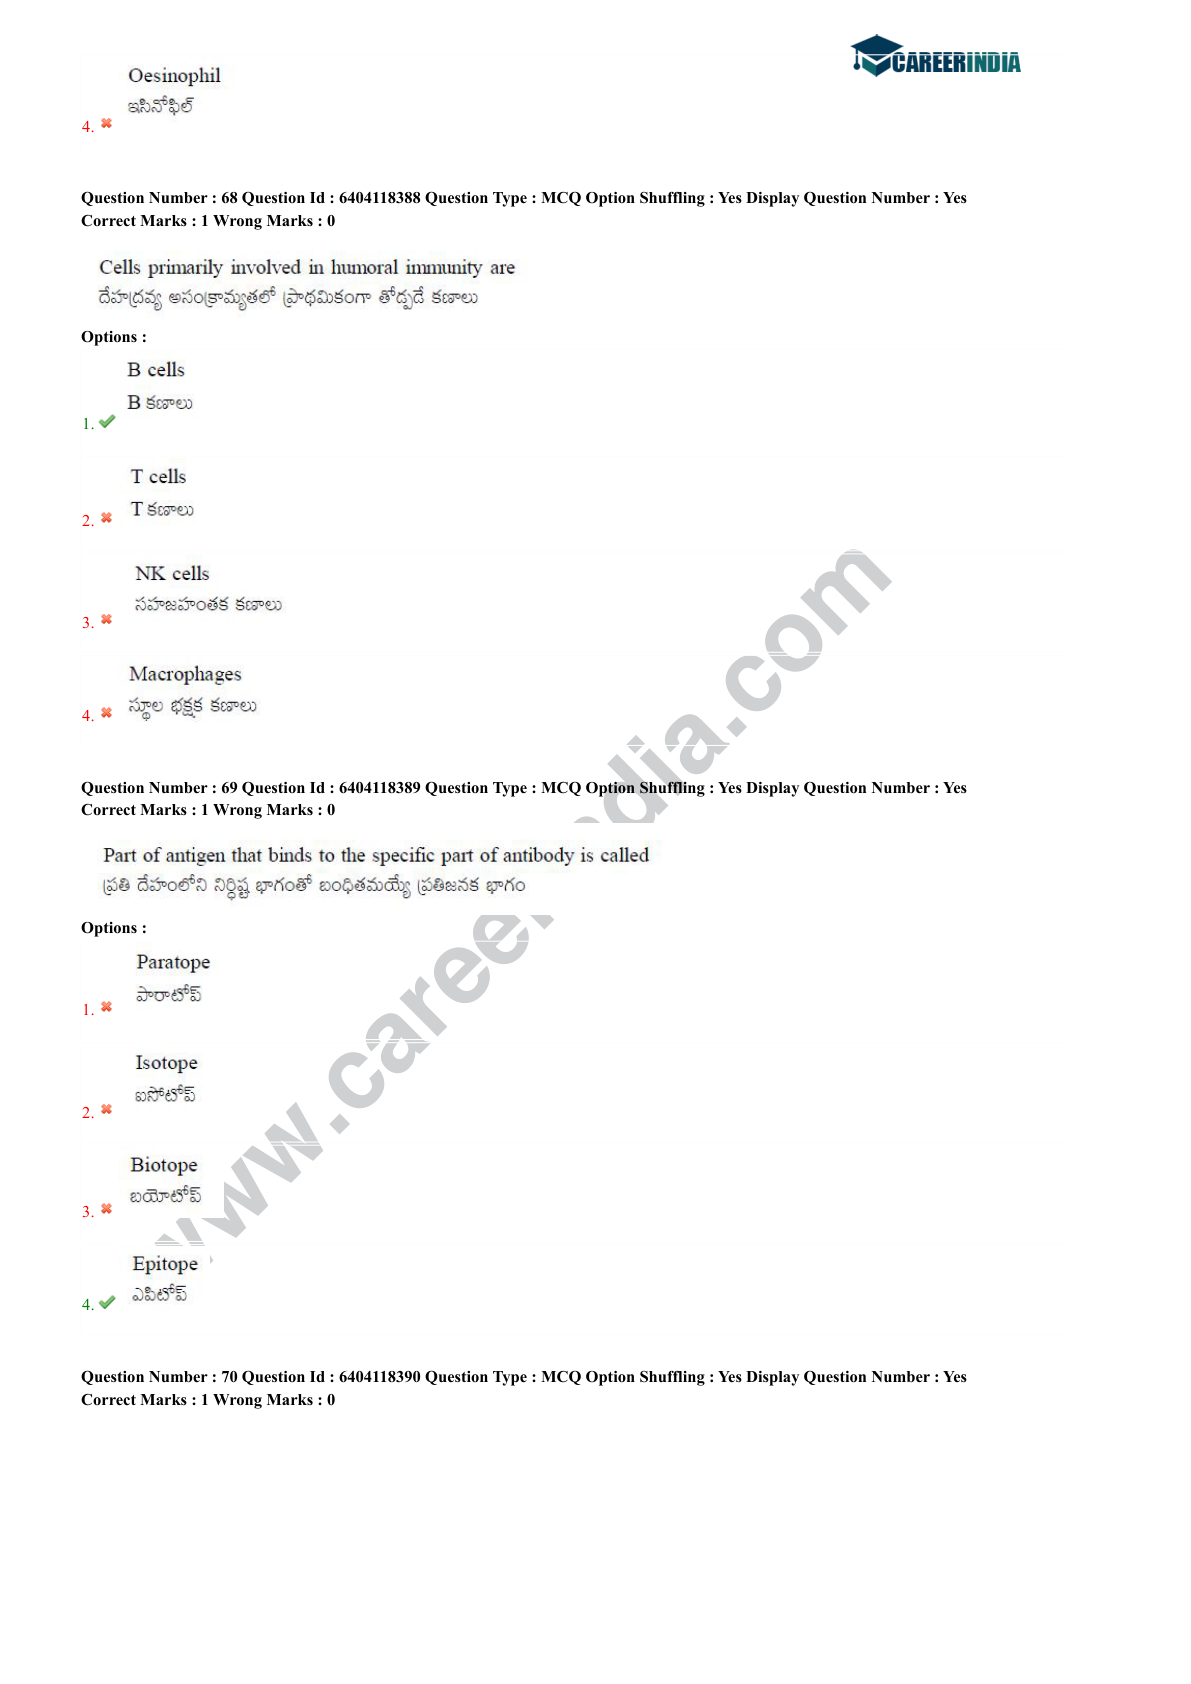 CAREERINDIA
Oesinophil
ఇసినోఫిల్
4.
Question Number : 68 Question Id : 6404118388 Question Type : MCQ Option Shuffling : Yes Display Question Number : Yes
Correct Marks : 1 Wrong Marks : 0
Cells primarily involved in humoral immunity are
దేహద్రవ్య అసంక్రామ్యతలో ప్రాథమికంగా తోడ్పడే కణాలు
Options :
B cells
B కణాలు
1.
T cells
T కణాలు
2.
NK cells
సహజహంతక కణాలు
3.
Macrophages
స్థూల భక్షక కణాలు
4.
Question Number : 69 Question Id : 6404118389 Question Type : MCQ Option Shuffling : Yes Display Question Number : Yes
Correct Marks : 1 Wrong Marks : 0
Part of antigen that binds to the specific part of antibody is called
ప్రతి దేహంలోని నిర్ధిష్ట భాగంతో బంధితమయ్యే ప్రతిజనక భాగం
Options :
Paratope
పారాటోప్
1.
Isotope
ఐసోటోప్
2.
Biotope
బయోటోప్
3.
Epitope
ఎపిటోప్
4.
Question Number : 70 Question Id : 6404118390 Question Type : MCQ Option Shuffling : Yes Display Question Number : Yes
Correct Marks : 1 Wrong Marks : 0